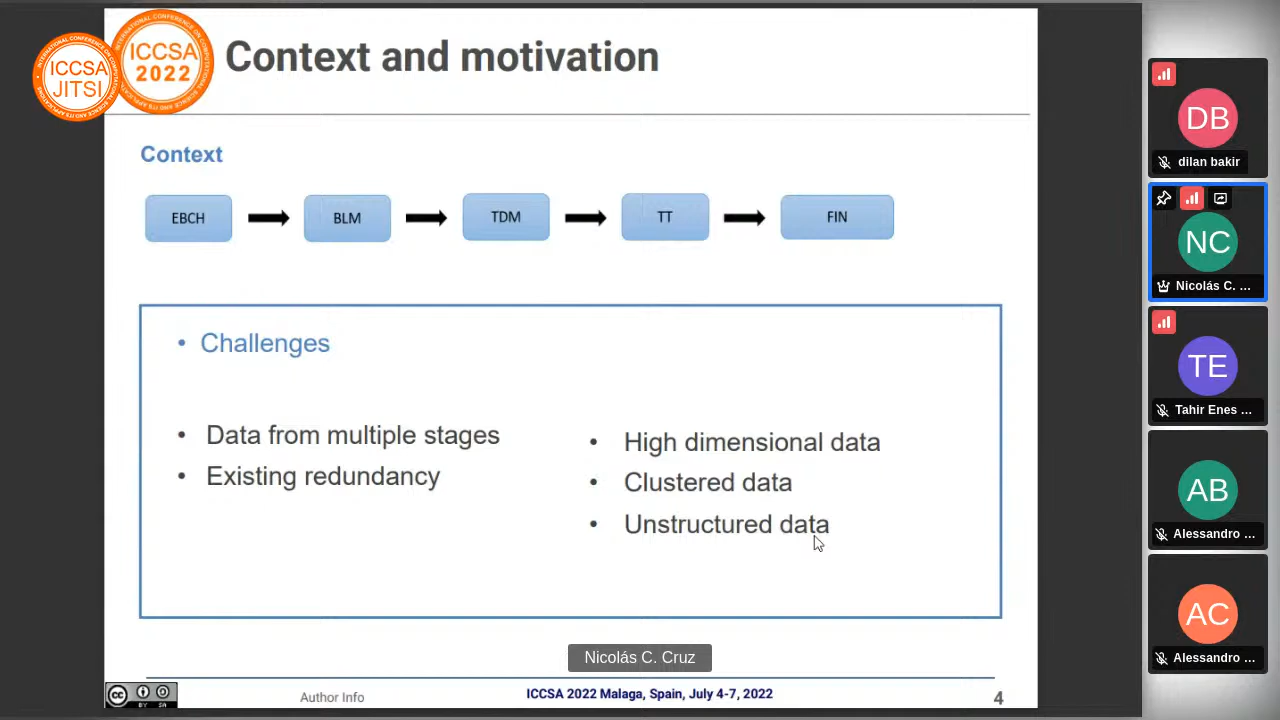 ICCSA
JITSI
ICCSA
2022
Context and motivation
Context
EBCH
BLM
TDM
TT
FIN
• Challenges
• Data from multiple stages
• Existing redundancy
• High dimensional data
• Clustered data
• Unstructured data
Nicolás C. Cruz
BY SA
Author Info
ICCSA 2022 Malaga, Spain, July 4-7, 2022
4
DB
dilan bakir
NC
Nicolás C. ...
TE
Tahir Enes ...
AB
Alessandro ...
AC
Alessandro ...